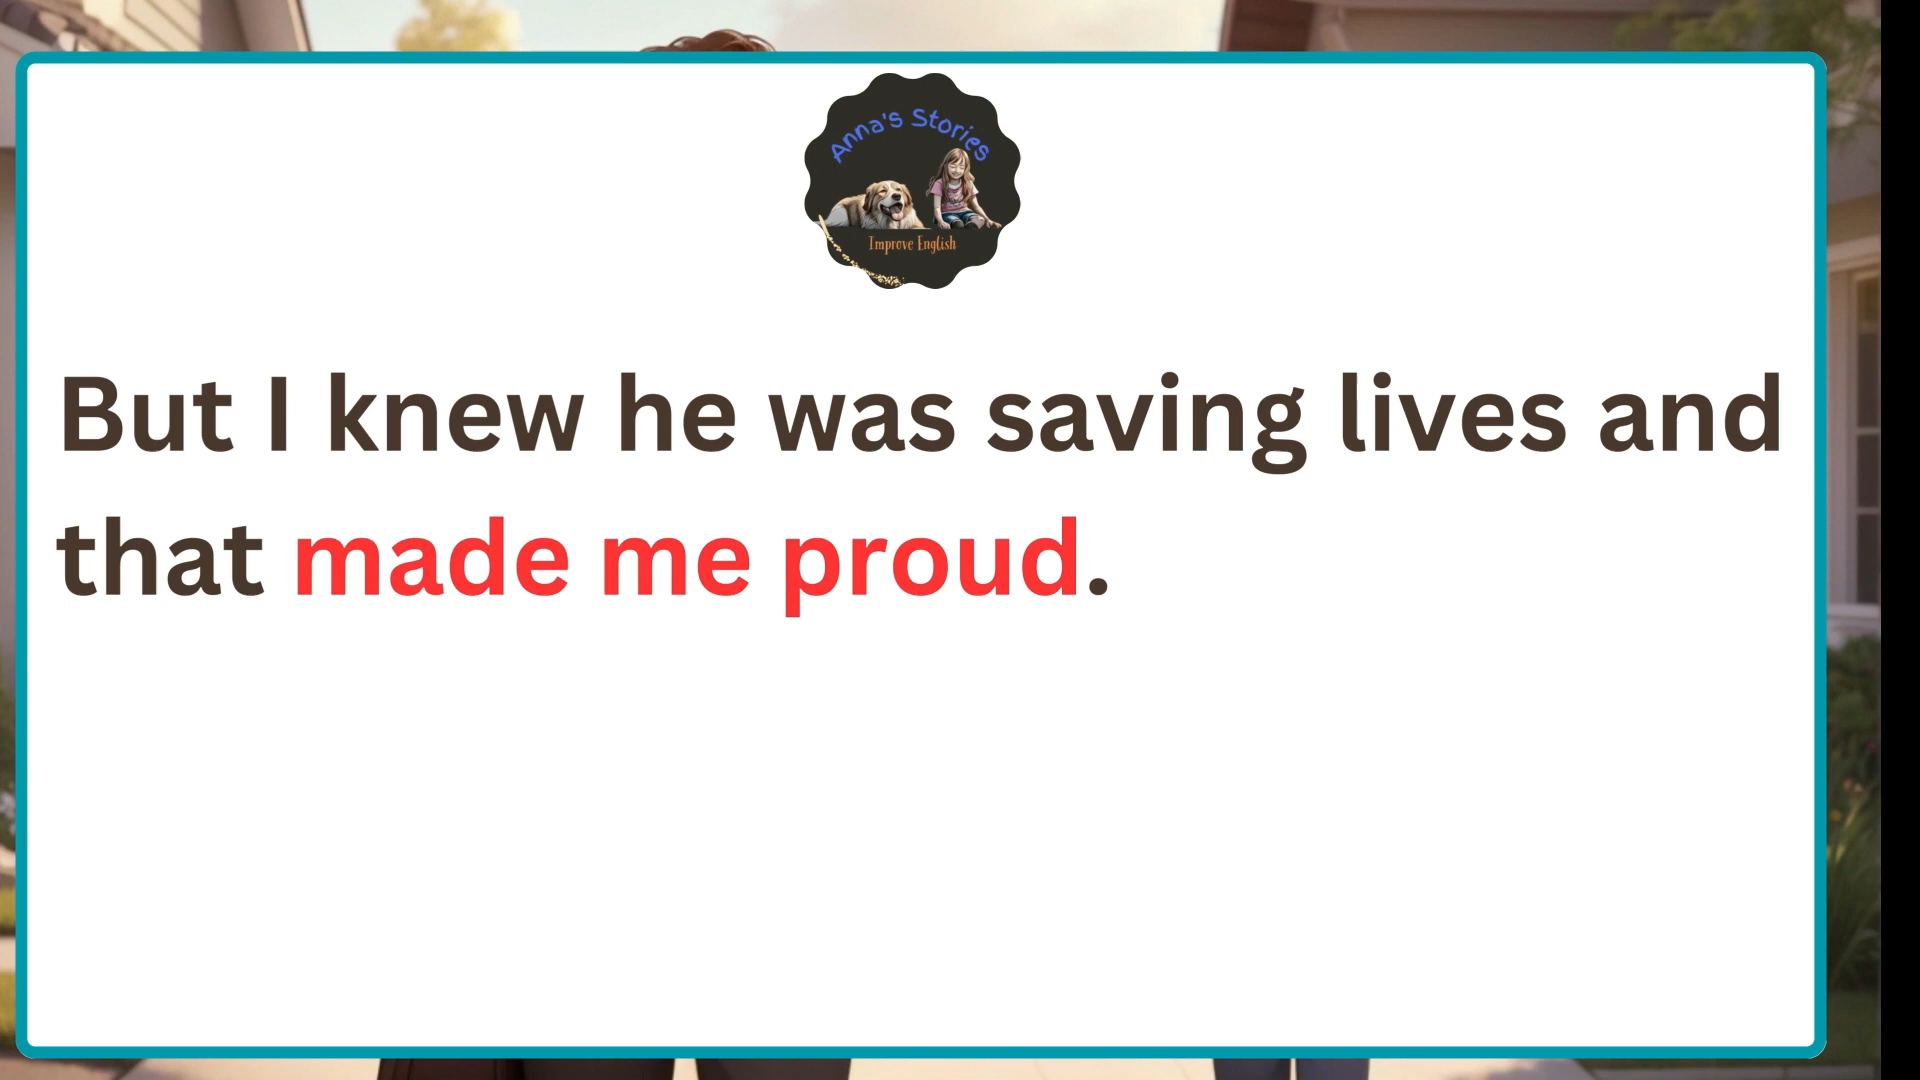 Anna's Stories
Improve English
But I knew he was saving lives and
that made me proud.